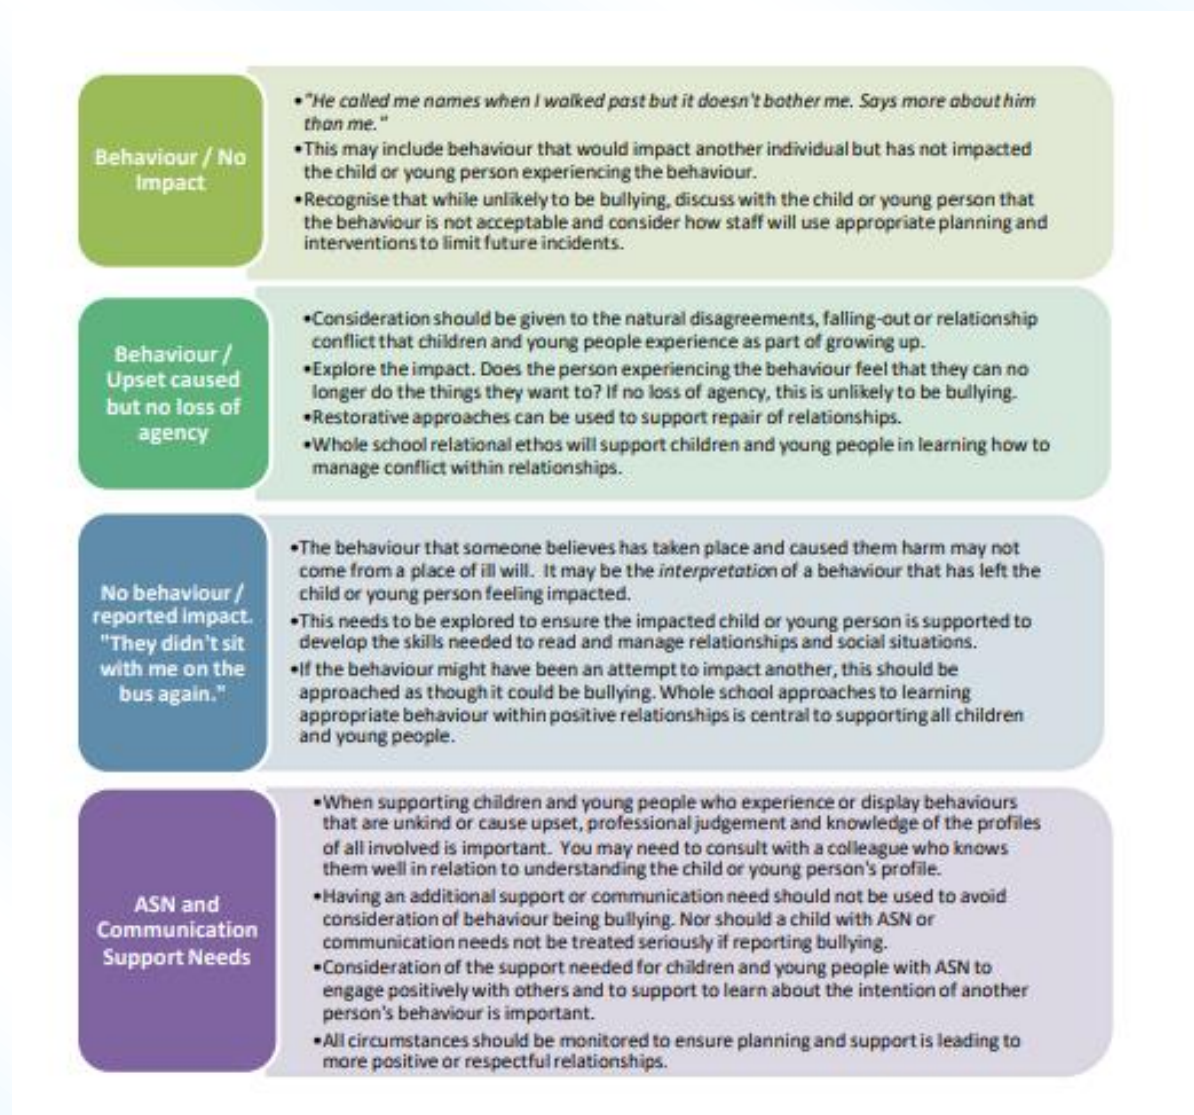 Behaviour / No
Impact
•"He called me names when I walked past but it doesn't bother me. Says more about him
than me."
•This may include behaviour that would impact another individual but has not impacted
the child or young person experiencing the behaviour.
•Recognise that while unlikely to be bullying, discuss with the child or young person that
the behaviour is not acceptable and consider how staff will use appropriate planning and
interventions to limit future incidents.
Behaviour /
Upset caused
but no loss of
agency
•Consideration should be given to the natural disagreements, falling-out or relationship
conflict that children and young people experience as part of growing up.
•Explore the impact. Does the person experiencing the behaviour feel that they can no
longer do the things they want to? If no loss of agency, this is unlikely to be bullying.
•Restorative approaches can be used to support repair of relationships.
•Whole school relational ethos will support children and young people in learning how to
manage conflict within relationships.
No behaviour /
reported impact.
"They didn't sit
with me on the
bus again."
•The behaviour that someone believes has taken place and caused them harm may not
come from a place of ill will. It may be the interpretation of a behaviour that has left the
child or young person feeling impacted.
•This needs to be explored to ensure the impacted child or young person is supported to
develop the skills needed to read and manage relationships and social situations.
•If the behaviour might have been an attempt to impact another, this should be
approached as though it could be bullying. Whole school approaches to learning
appropriate behaviour within positive relationships is central to supporting all children
and young people.
ASN and
Communication
Support Needs
•When supporting children and young people who experience or display behaviours
that are unkind or cause upset, professional judgement and knowledge of the profiles
of all involved is important. You may need to consult with a colleague who knows
them well in relation to understanding the child or young person's profile.
•Having an additional support or communication need should not be used to avoid
consideration of behaviour being bullying. Nor should a child with ASN or
communication needs not be treated seriously if reporting bullying.
•Consideration of the support needed for children and young people with ASN to
engage positively with others and to support to learn about the intention of another
person's behaviour is important.
•All circumstances should be monitored to ensure planning and support is leading to
more positive or respectful relationships.